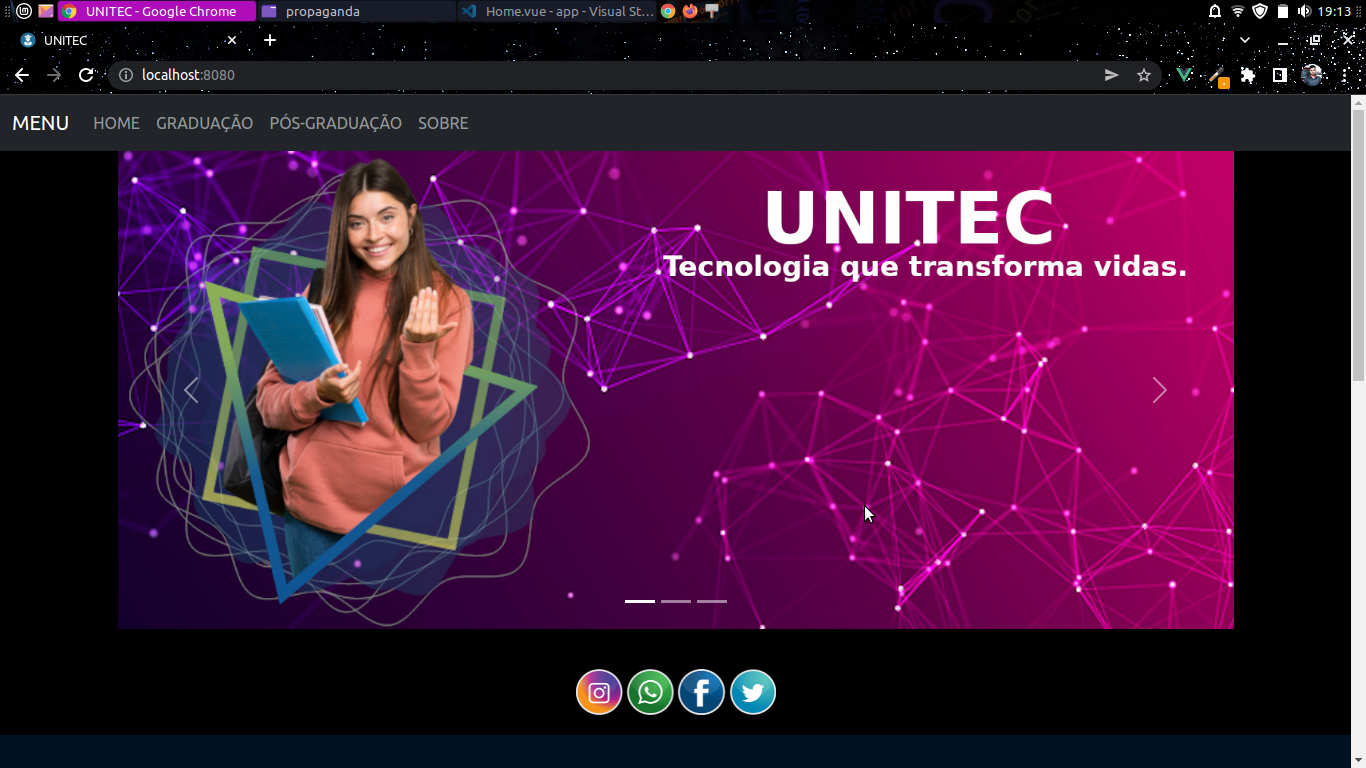 UNITEC - Google Chrome
propaganda
Home.vue - app - Visual St...
19:13
UNITEC
localhost:8080
MENU
HOME
GRADUAÇÃO
PÓS-GRADUAÇÃO
SOBRE
UNITEC
Tecnologia que transforma vidas.